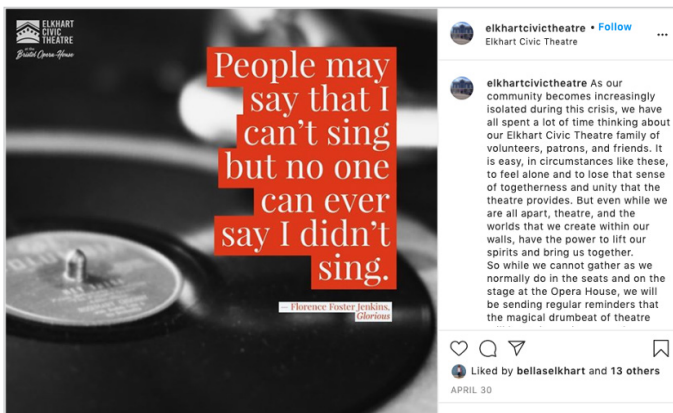 ELKHART
CIVIC
THEATRE
at the
Bristol Opera House
People may
say that I
can't sing
but no one
can ever
say I didn't
sing.
— Florence Foster Jenkins,
Glorious
elkhartcivictheatre • Follow
Elkhart Civic Theatre
elkhartcivictheatre As our
community becomes increasingly
isolated during this crisis, we have
all spent a lot of time thinking about
our Elkhart Civic Theatre family of
volunteers, patrons, and friends. It
is easy, in circumstances like these,
to feel alone and to lose that sense
of togetherness and unity that the
theatre provides. But even while we
are all apart, theatre, and the
worlds that we create within our
walls, have the power to lift our
spirits and bring us together.
So while we cannot gather as we
normally do in the seats and on the
stage at the Opera House, we will
be sending regular reminders that
the magical drumbeat of theatre
Liked by bellaselkhart and 13 others
APRIL 30